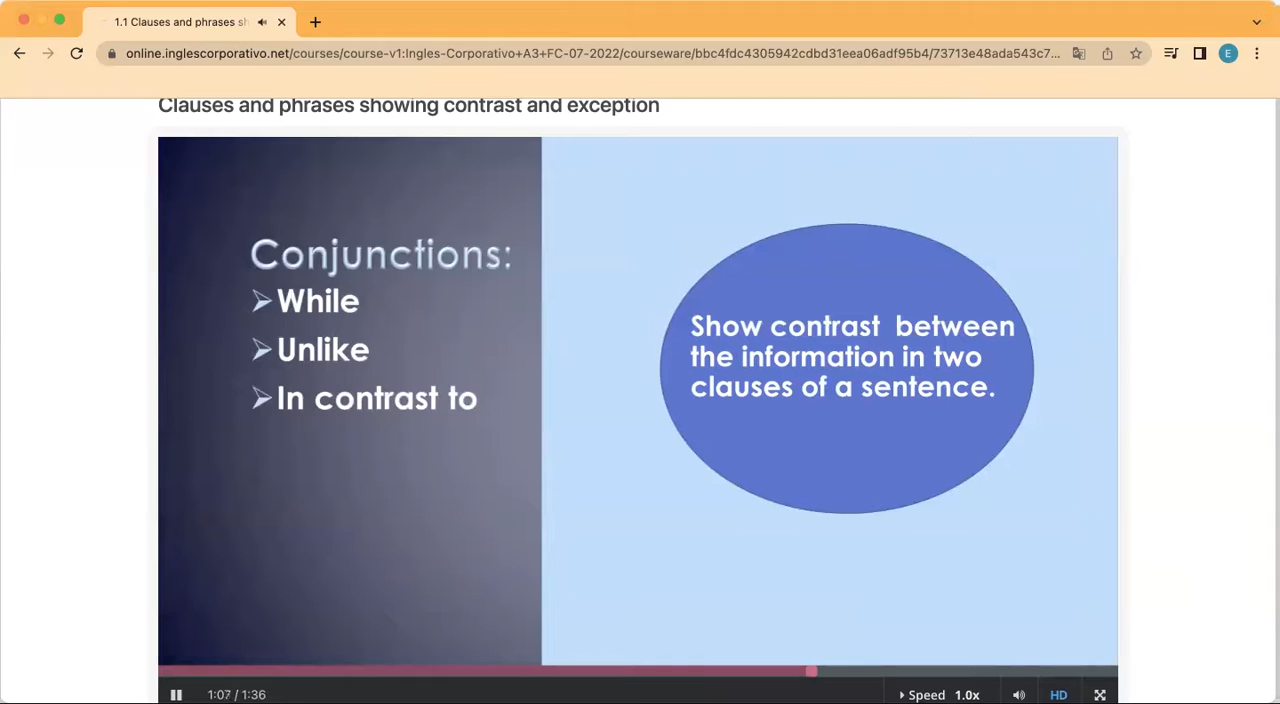 1.1 Clauses and phrases sh
online.inglescorporativo.net/courses/course-v1:Ingles-Corporativo+A3+FC-07-2022/courseware/bbc4fdc4305942cdbd31eea06adf95b4/73713e48ada543c7...
E
Clauses and phrases showing contrast and exception
Conjunctions:
While
Unlike
In contrast to
Show contrast between
the information in two
clauses of a sentence.
1:07 / 1:36
Speed 1.0x
HD